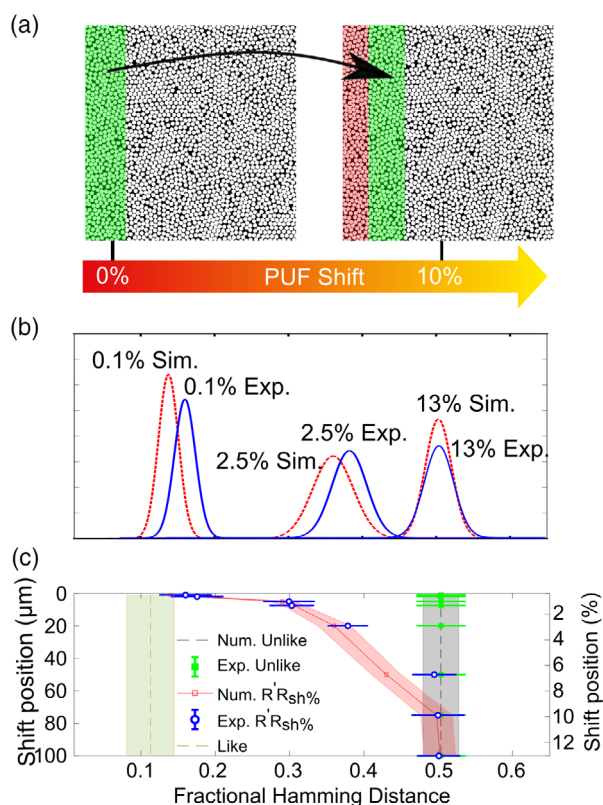 (a)
0%
PUF Shift
10%
(b)
0.1% Sim.
0.1% Exp.
2.5% Exp.
2.5% Sim.
13% Sim.
13% Exp.
(c)
Shift position (μm)
0
20
40
60
80
100
Num. Unlike
Exp. Unlike
Num. R'R_sh%
Exp. R'R_sh%
Like
2
4
6
8
10
12
Shift position (%)
0.1
0.2
0.3
0.4
0.5
0.6
Fractional Hamming Distance